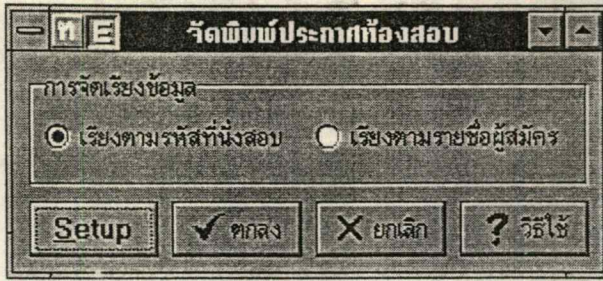 ท E จัดพิมพ์ประกาศห้องสอบ
การจัดเรียงข้อมูล
เรียงตามรหัสที่นั่งสอบ เรียงตามรายชื่อผู้สมัคร
Setup ตกลง ยกเลิก ? วิธีใช้